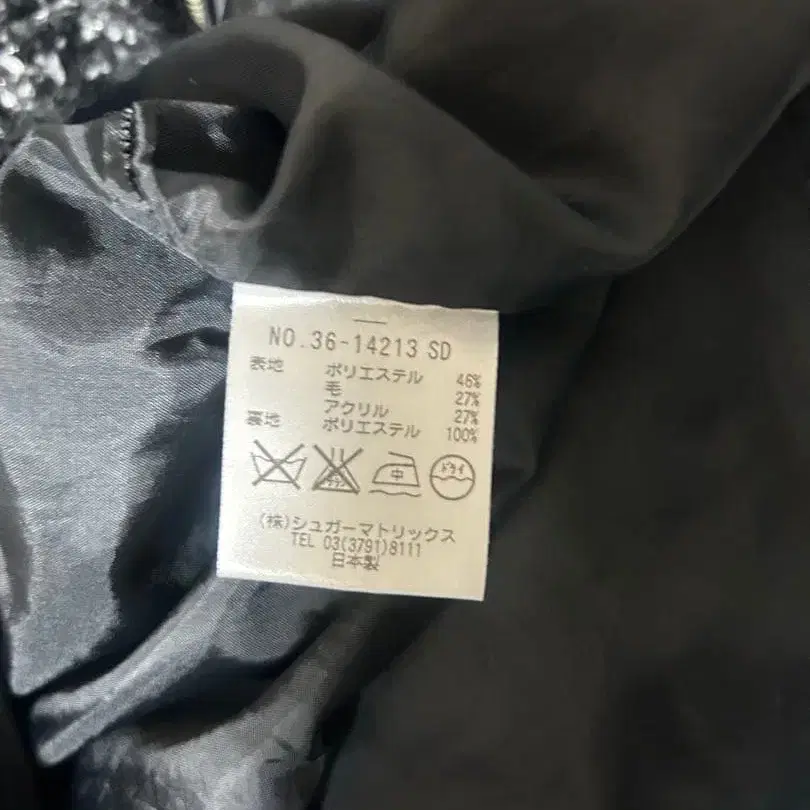 NO.36-14213 SD
表地 ポリエステル 46%
毛 27%
アクリル 27%
裏地 ポリエステル 100%
中 ドライ
(株)シュガーマトリックス
TEL 03(3791)8111
日本製